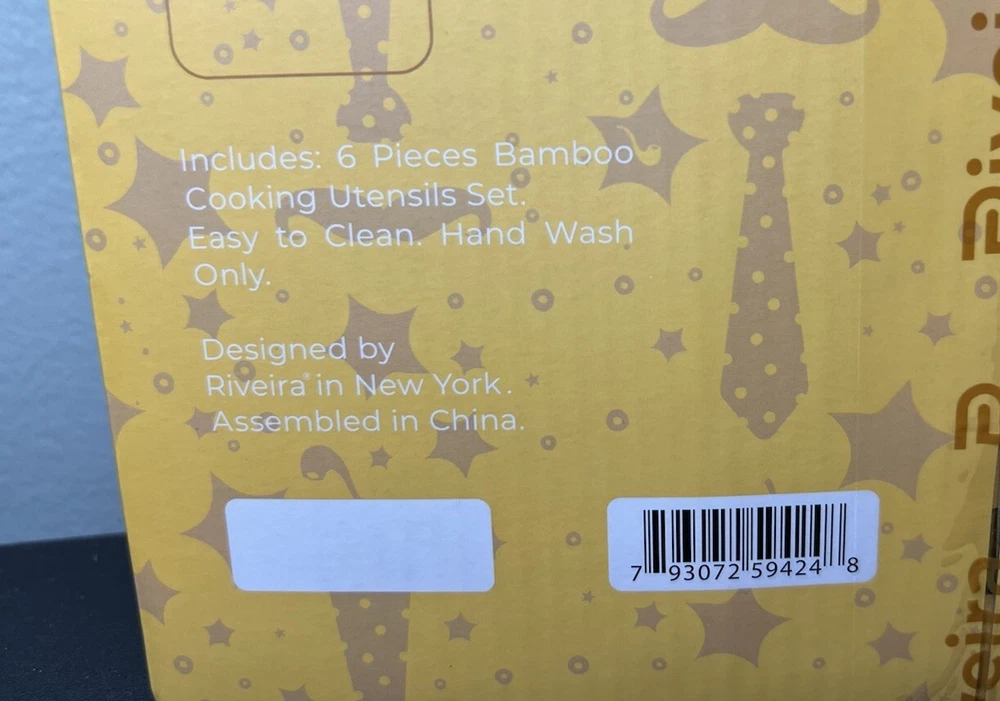 Includes: 6 Pieces Bamboo
Cooking Utensils Set.
Easy to Clean. Hand Wash
Only.
Designed by
Riveira® in New York.
Assembled in China.
7 93072 59424 8